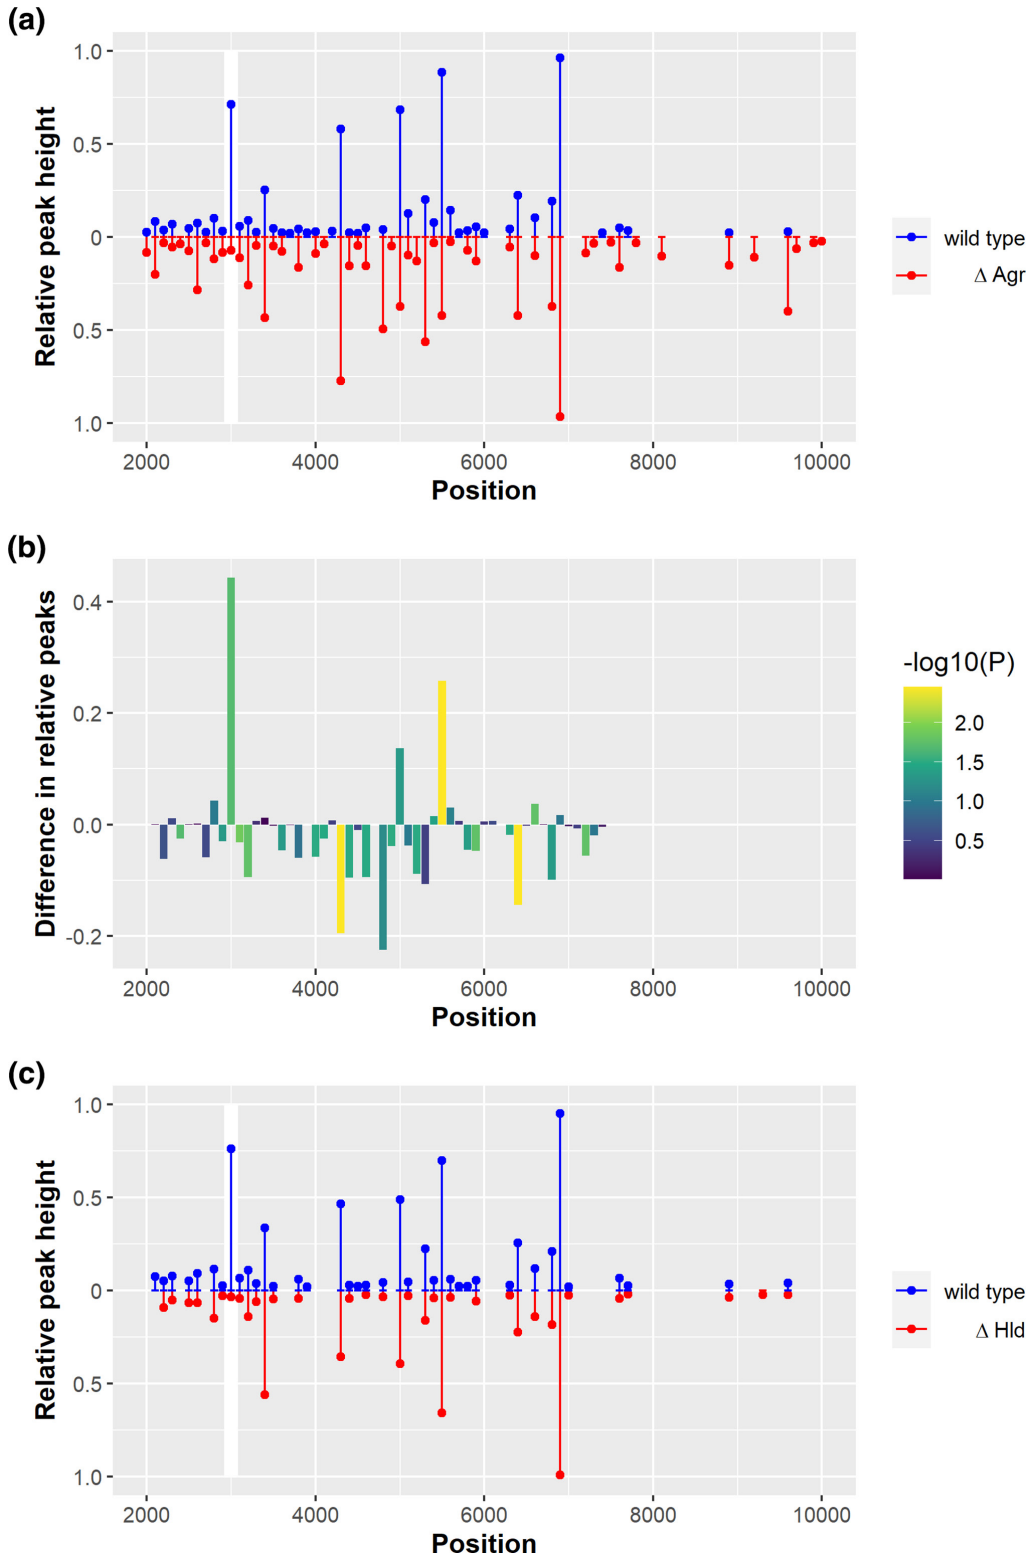 (a)
Relative peak height
1.0
0.5
0
0.5
1.0
2000 4000 6000 8000 10000
Position
wild type
Δ Agr
(b)
Difference in relative peaks
0.4
0.2
0.0
-0.2
2000 4000 6000 8000 10000
Position
-log10(P)
2.0
1.5
1.0
0.5
(c)
Relative peak height
1.0
0.5
0
0.5
1.0
2000 4000 6000 8000 10000
Position
wild type
Δ Hld